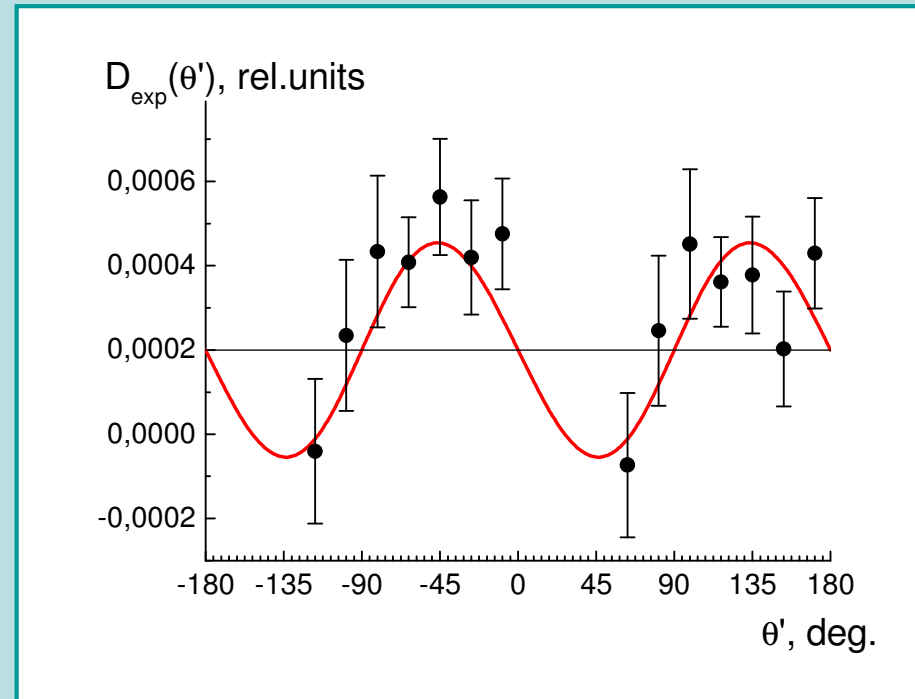 D_exp(θ'), rel.units
0,0006
0,0004
0,0002
0,0000
-0,0002
-180 -135 -90 -45 0 45 90 135 180
θ', deg.